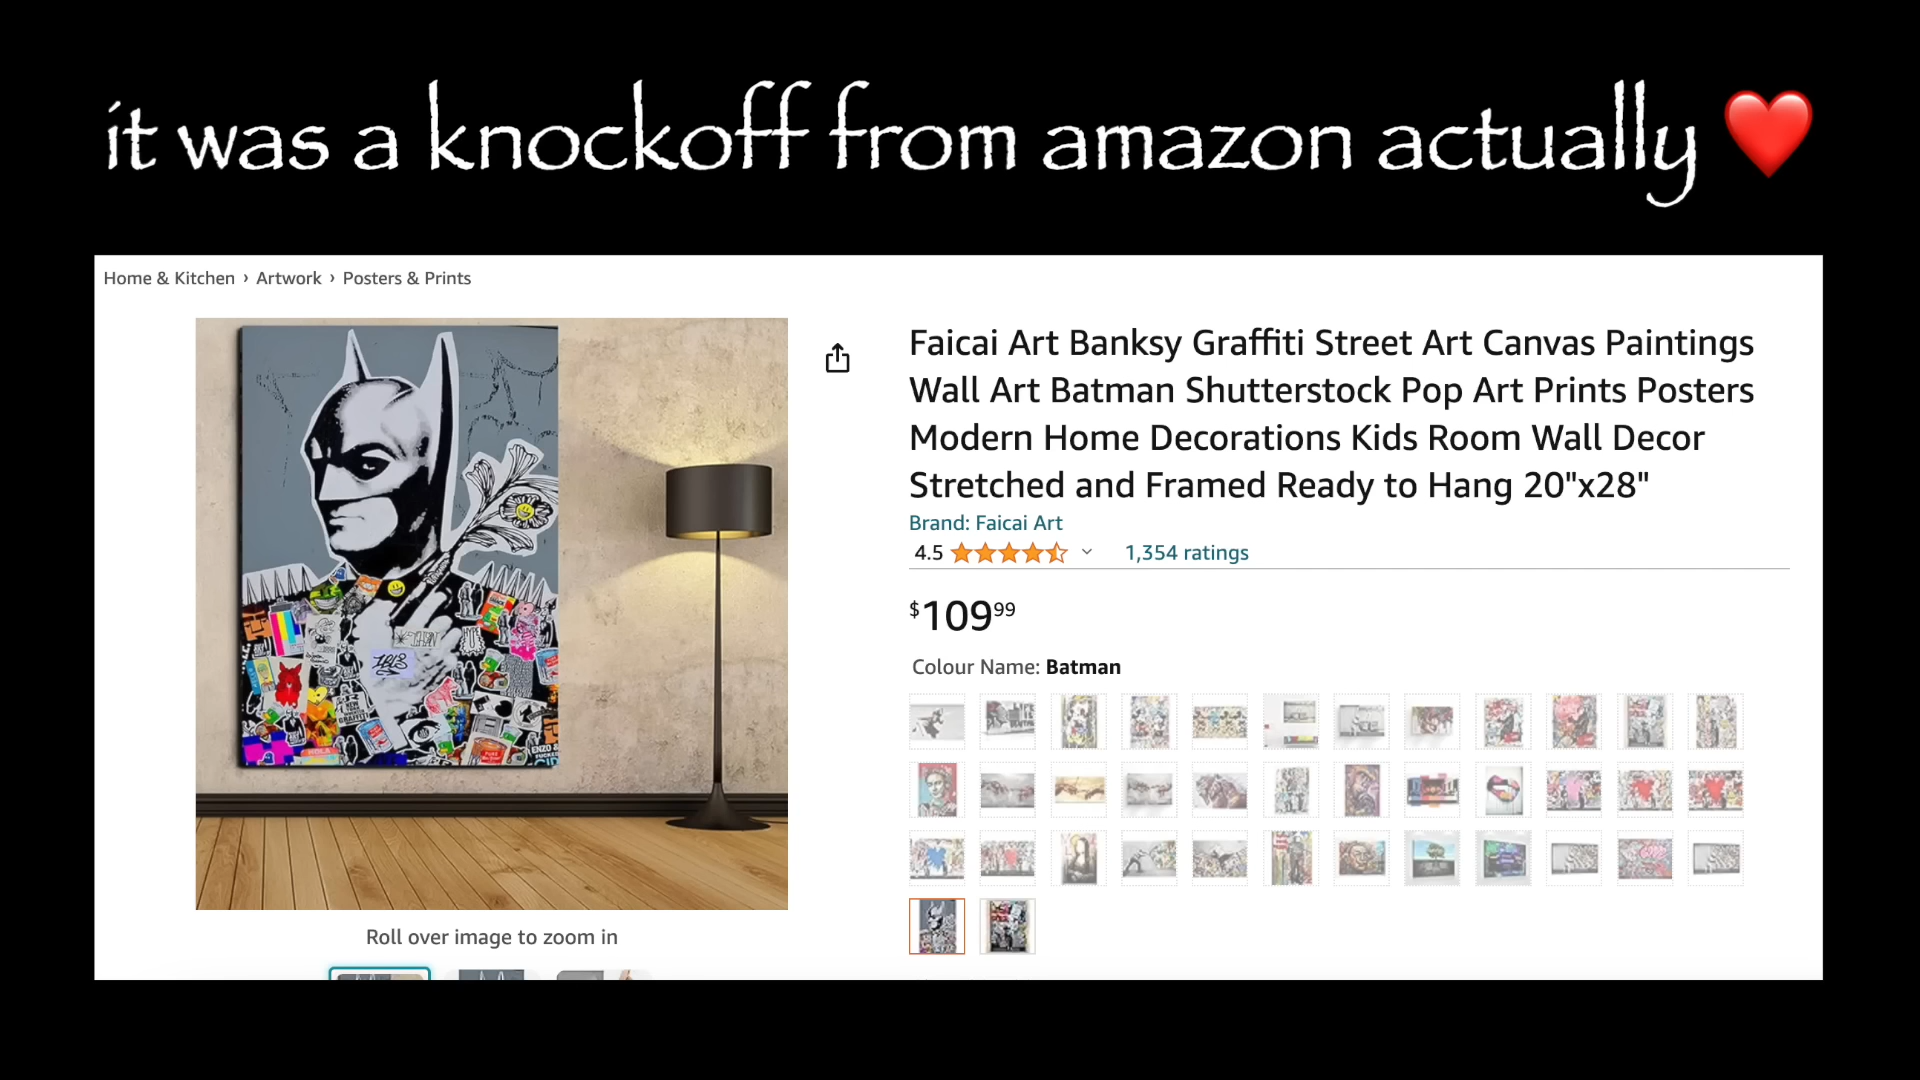 it was a knockoff from amazon actually ❤️
Home & Kitchen › Artwork › Posters & Prints
Faicai Art Banksy Graffiti Street Art Canvas Paintings
Wall Art Batman Shutterstock Pop Art Prints Posters
Modern Home Decorations Kids Room Wall Decor
Stretched and Framed Ready to Hang 20"x28"
Brand: Faicai Art
4.5 1,354 ratings
$109.99
Colour Name: Batman
Roll over image to zoom in